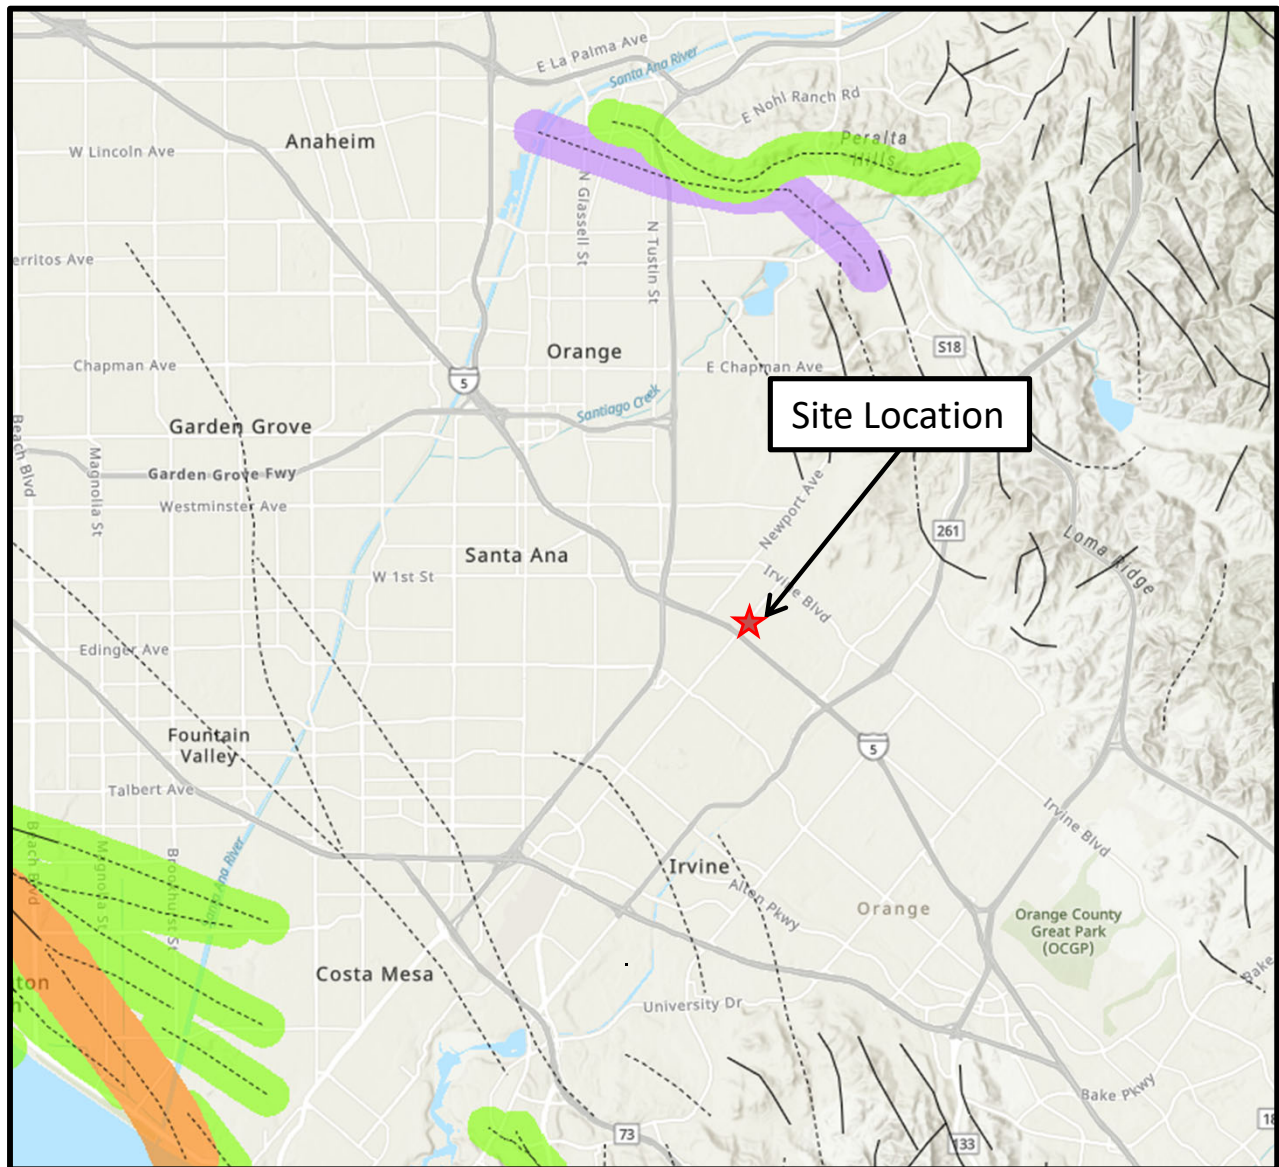 E La Palma Ave
Santa Ana River
E Nohl Ranch Rd
Anaheim
W Lincoln Ave
Peralta
Hills
N Glassell St
N Tustin St
erritos Ave
Orange
S18
Chapman Ave
E Chapman Ave
5
Santiago Creek
Site Location
Garden Grove
Beach Blvd
Magnolia St
Garden Grove Fwy
Westminster Ave
Newport Ave
261
Loma Ridge
Santa Ana
W 1st St
Irvine Blvd
Edinger Ave
Fountain
Valley
5
Talbert Ave
Irvine Blvd
Beach Blvd
Magnolia St
Brookhurst St
Santa Ana River
Irvine
Alton Pkwy
Orange
Orange County
Great Park
(OCGP)
Costa Mesa
Bake
ton
n
University Dr
Bake Pkwy
73
133
18